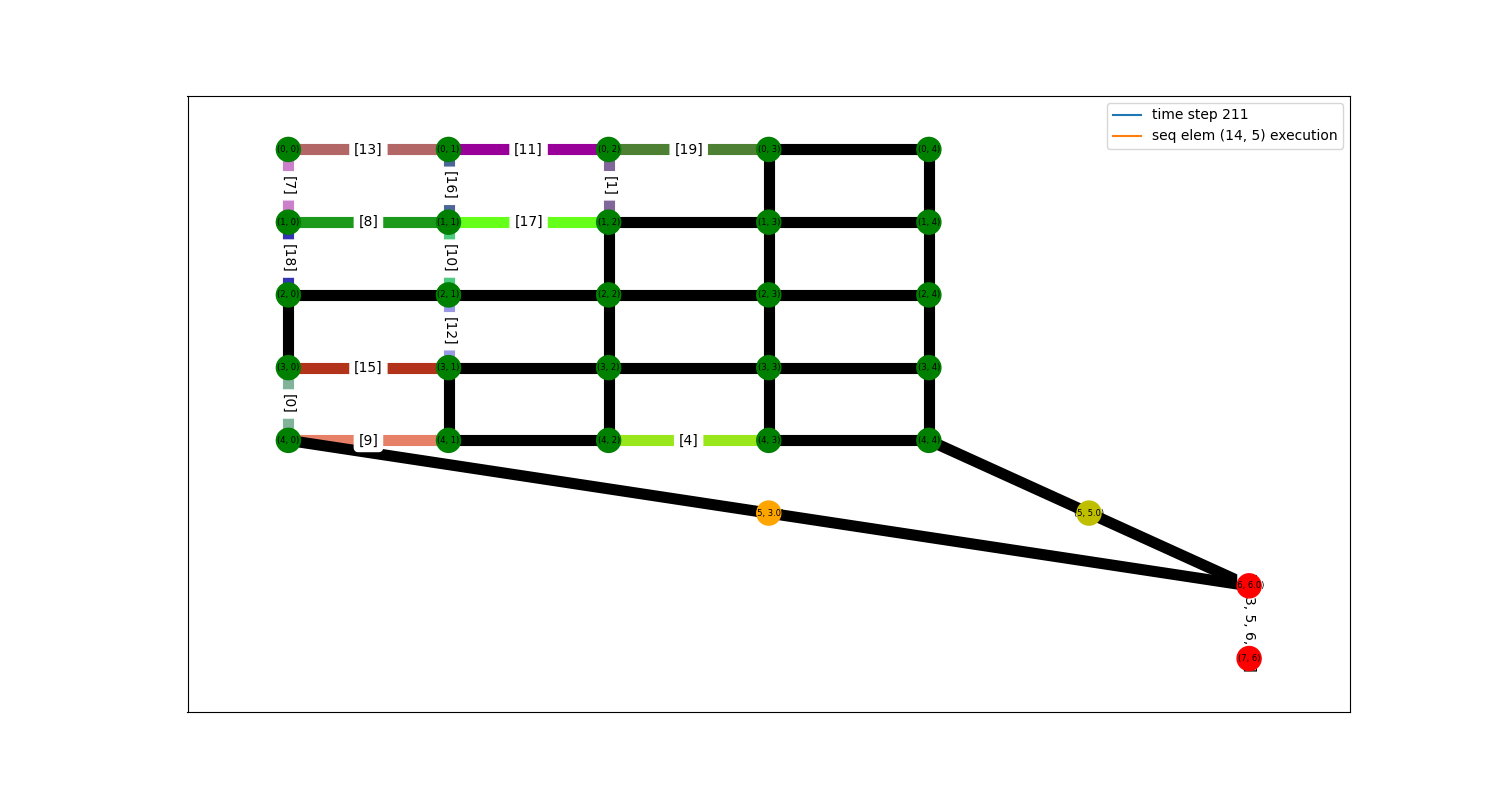 time step 211
seq elem (14, 5) execution
(0, 0) [13] (0, 1) [11] (0, 2) [19] (0, 3) (0, 4)
[7] [16] [1]
(1, 0) [8] (1, 1) [17] (1, 2) (1, 3) (1, 4)
[18] [10]
(2, 0) (2, 1) (2, 2) (2, 3) (2, 4)
[12]
(3, 0) [15] (3, 1) (3, 2) (3, 3) (3, 4)
[0]
(4, 0) [9] (4, 1) (4, 2) [4] (4, 3) (4, 4)
(5, 3.0) (5, 5.0)
(6, 6.0)
3, 5, 6,
(7, 6)